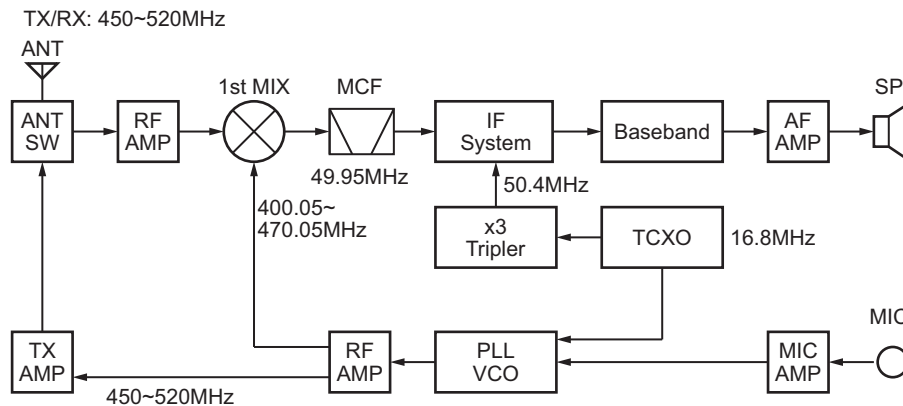 TX/RX: 450~520MHz
ANT
1st MIX
MCF
SP
ANT
SW
RF
AMP
IF
System
Baseband
AF
AMP
49.95MHz
50.4MHz
400.05~
470.05MHz
x3
Tripler
TCXO
16.8MHz
MIC
TX
AMP
RF
AMP
PLL
VCO
MIC
AMP
450~520MHz